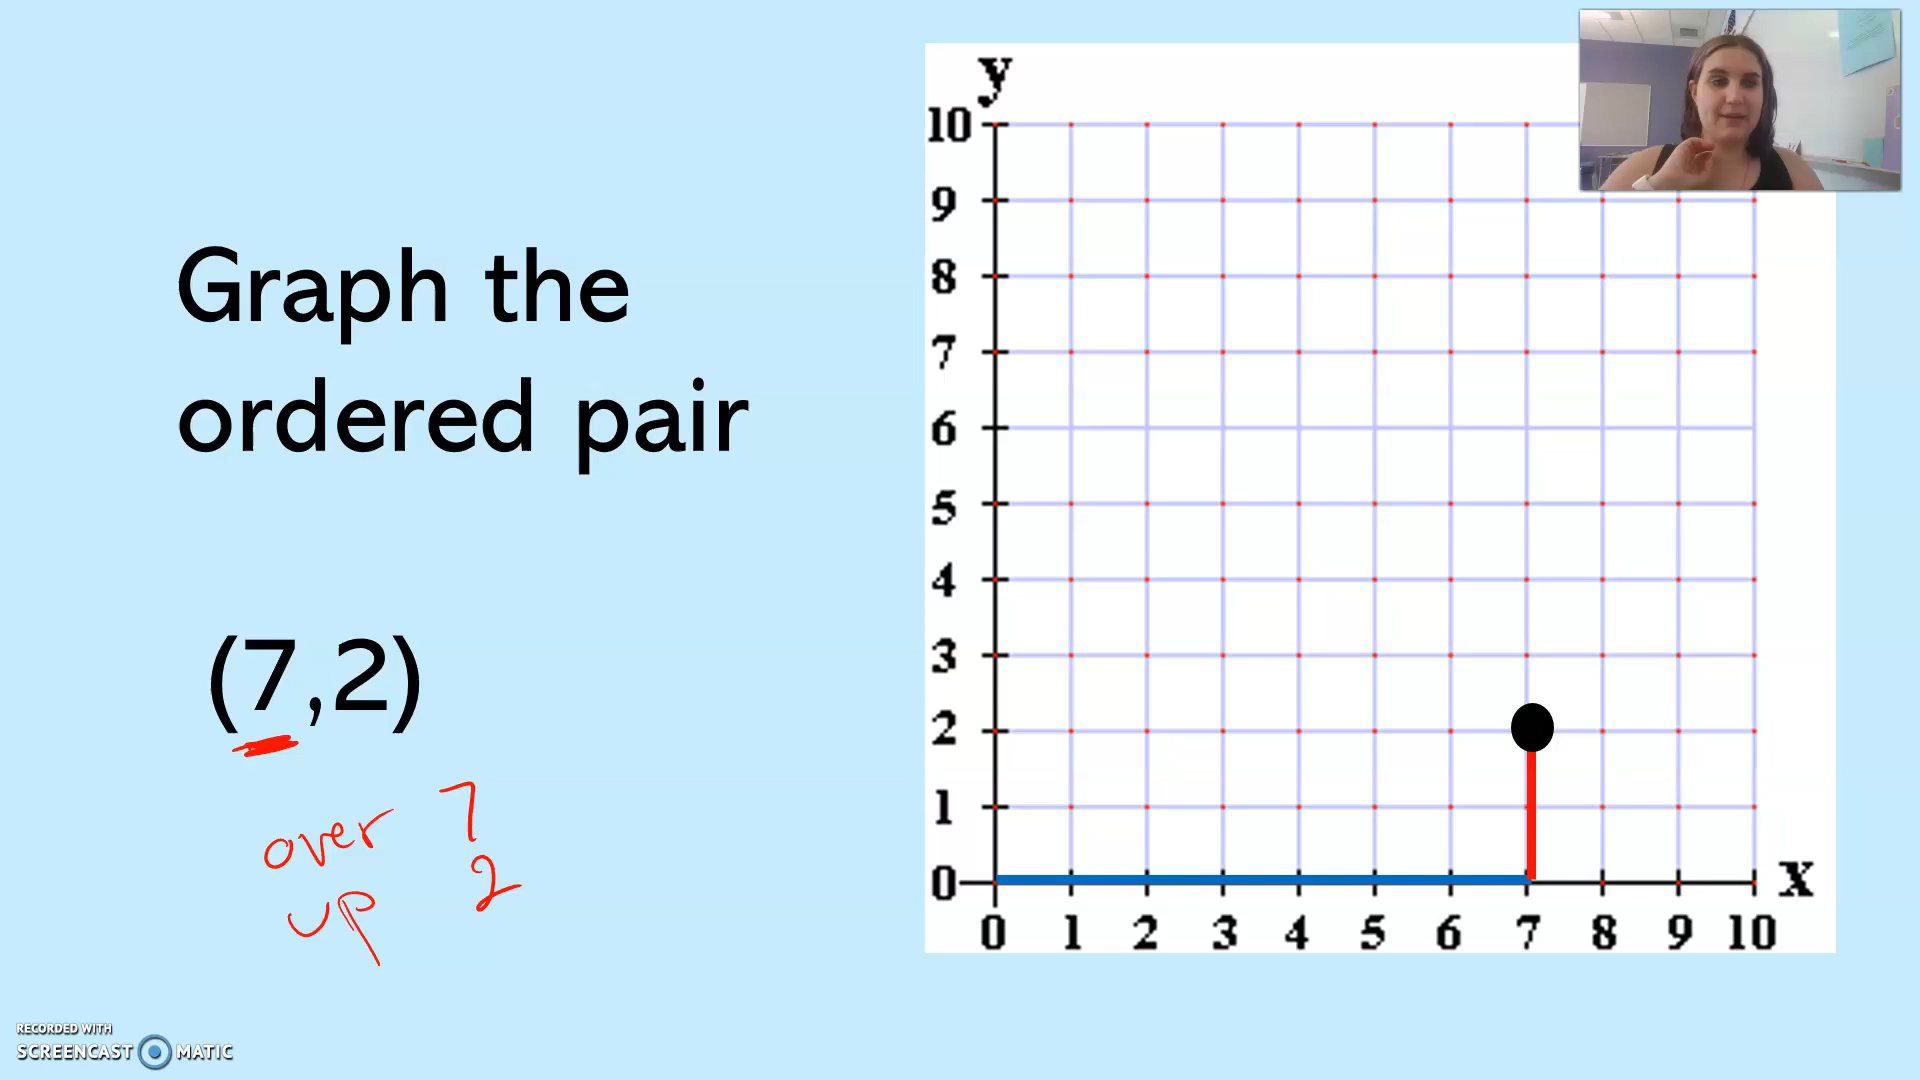 Graph the
ordered pair
(7,2)
over 7
up 2
y
10
9
8
7
6
5
4
3
2
1
0
x
0 1 2 3 4 5 6 7 8 9 10
RECORDED WITH
SCREENCAST MATIC